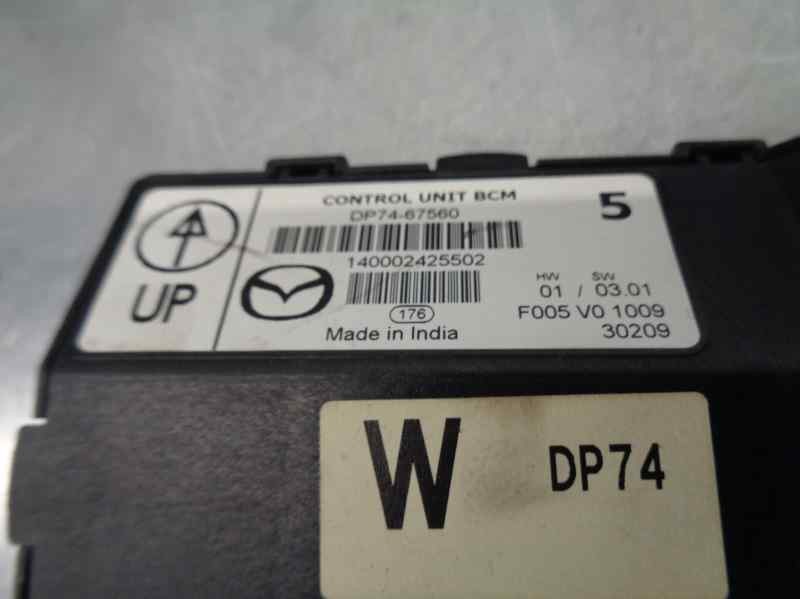 CONTROL UNIT BCM
5
DP74-67560
140002425502
HW SW
01 / 03.01
UP
176
F005 V0 1009
Made in India
30209
W DP74